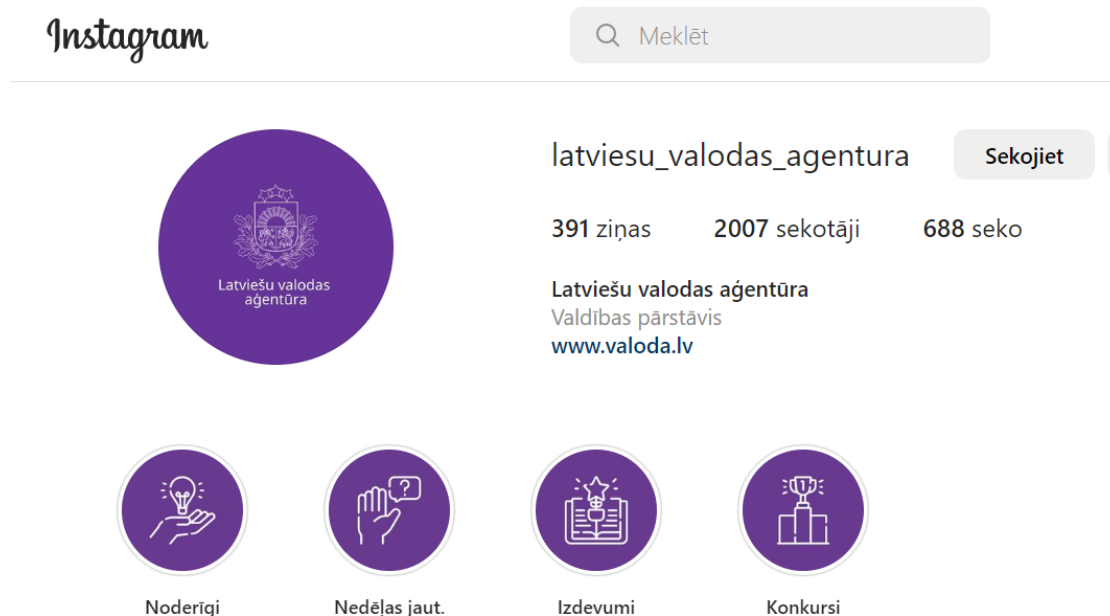 Instagram
Meklēt
latviesu_valodas_agentura
Sekojiet
391 ziņas 2007 sekotāji 688 seko
Latviešu valodas
aģentūra
Latviešu valodas aģentūra
Valdības pārstāvis
www.valoda.lv
?
1
Noderīgi
Nedēļas jaut.
Izdevumi
Konkursi